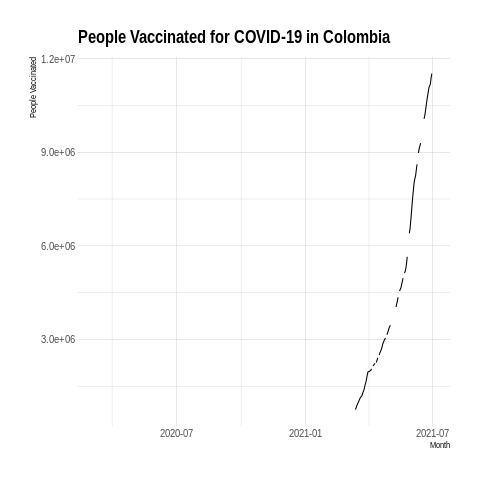 People Vaccinated for COVID-19 in Colombia
People Vaccinated
1.2e+07
9.0e+06
6.0e+06
3.0e+06
2020-07
2021-01
2021-07
Month